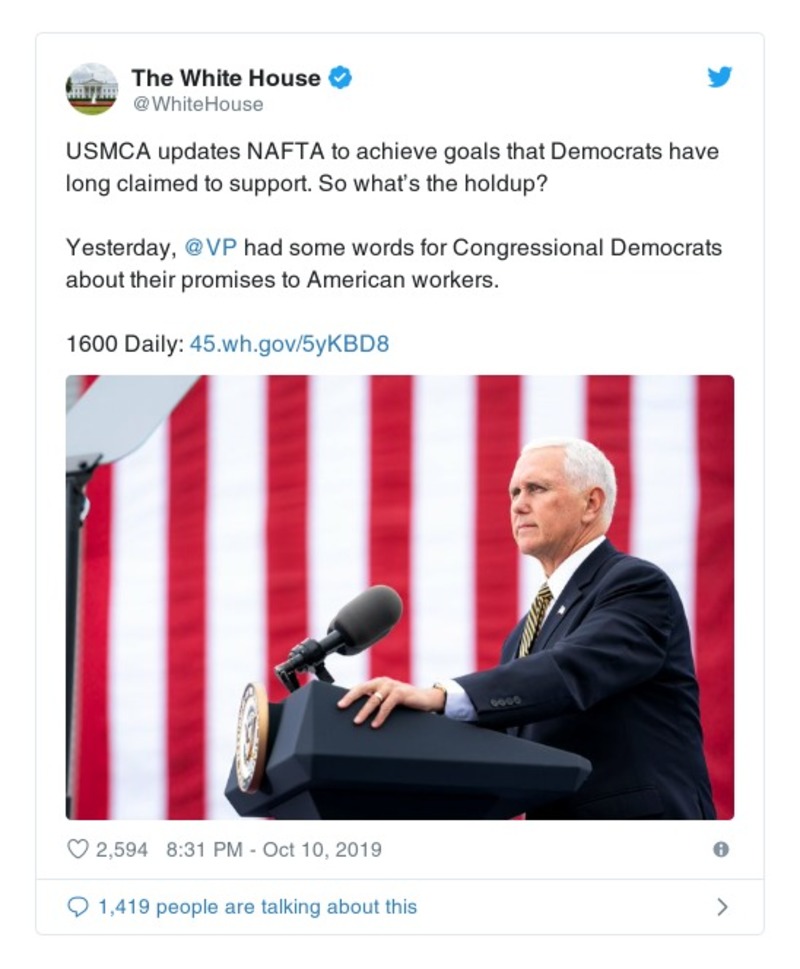 The White House
@WhiteHouse
USMCA updates NAFTA to achieve goals that Democrats have
long claimed to support. So what's the holdup?
Yesterday, @VP had some words for Congressional Democrats
about their promises to American workers.
1600 Daily: 45.wh.gov/5yKBD8
2,594 8:31 PM - Oct 10, 2019
1,419 people are talking about this